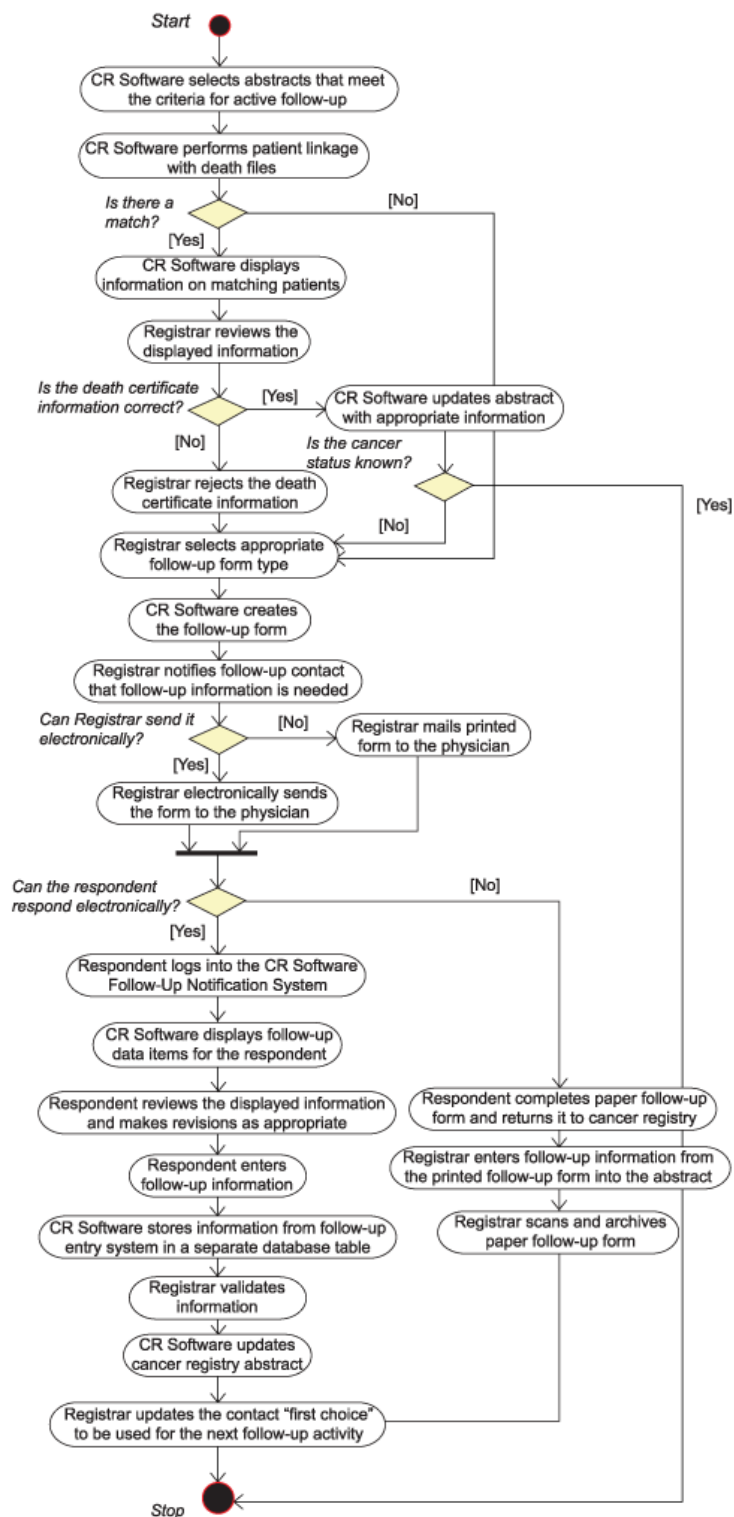 Start
CR Software selects abstracts that meet
the criteria for active follow-up
CR Software performs patient linkage
with death files
Is there a
match?
[No]
[Yes]
CR Software displays
information on matching patients
Registrar reviews the
displayed information
Is the death certificate
information correct?
[Yes]
CR Software updates abstract
with appropriate information
[No]
Is the cancer
status known?
Registrar rejects the death
certificate information
[Yes]
[No]
Registrar selects appropriate
follow-up form type
CR Software creates
the follow-up form
Registrar notifies follow-up contact
that follow-up information is needed
Can Registrar send it
electronically?
[No]
Registrar mails printed
form to the physician
[Yes]
Registrar electronically sends
the form to the physician
Can the respondent
respond electronically?
[No]
[Yes]
Respondent logs into the CR Software
Follow-Up Notification System
CR Software displays follow-up
data items for the respondent
Respondent reviews the displayed information
and makes revisions as appropriate
Respondent completes paper follow-up
form and returns it to cancer registry
Respondent enters
follow-up information
Registrar enters follow-up information from
the printed follow-up form into the abstract
CR Software stores information from follow-up
entry system in a separate database table
Registrar scans and archives
paper follow-up form
Registrar validates
information
CR Software updates
cancer registry abstract
Registrar updates the contact “first choice”
to be used for the next follow-up activity
Stop